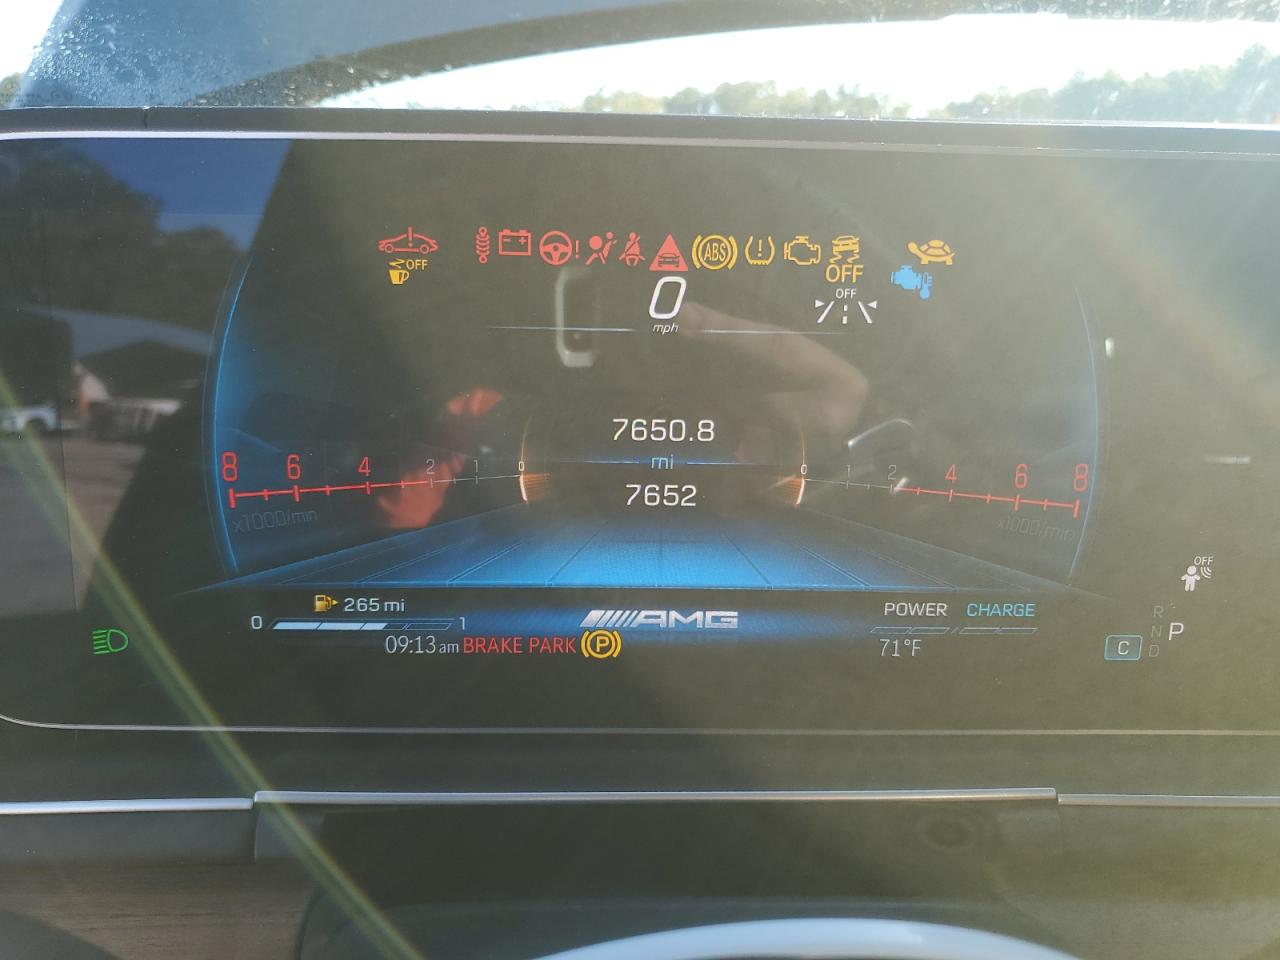 OFF
ABS
OFF
OFF
0
mph
7650.8
mi
7652
8 6 4 2 1 0
0 1 2 4 6 8
x1000/min
x1000/min
OFF
265 mi
0 1
AMG
POWER CHARGE
09:13 am BRAKE PARK P
71°F
R
N P
D
C